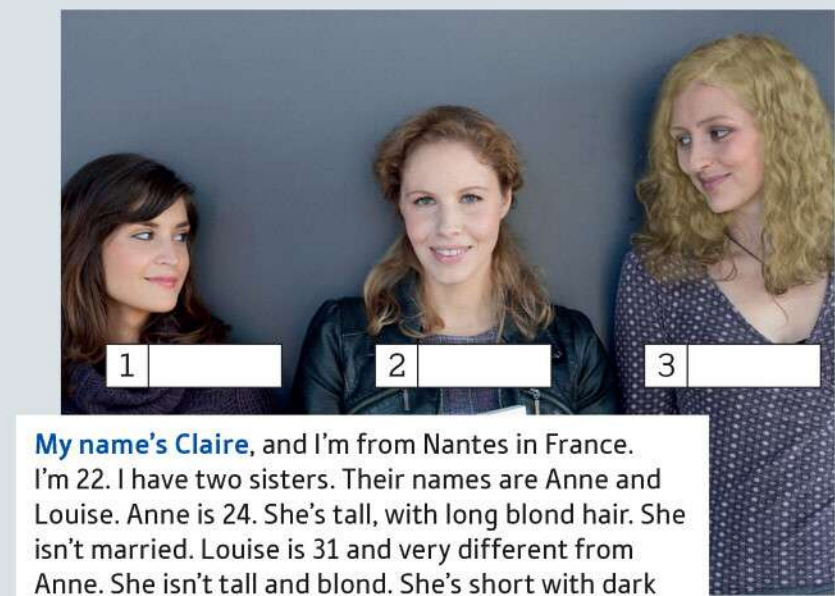 1
2
3
My name's Claire, and I'm from Nantes in France.
I'm 22. I have two sisters. Their names are Anne and
Louise. Anne is 24. She's tall, with long blond hair. She
isn't married. Louise is 31 and very different from
Anne. She isn't tall and blond. She's short with dark